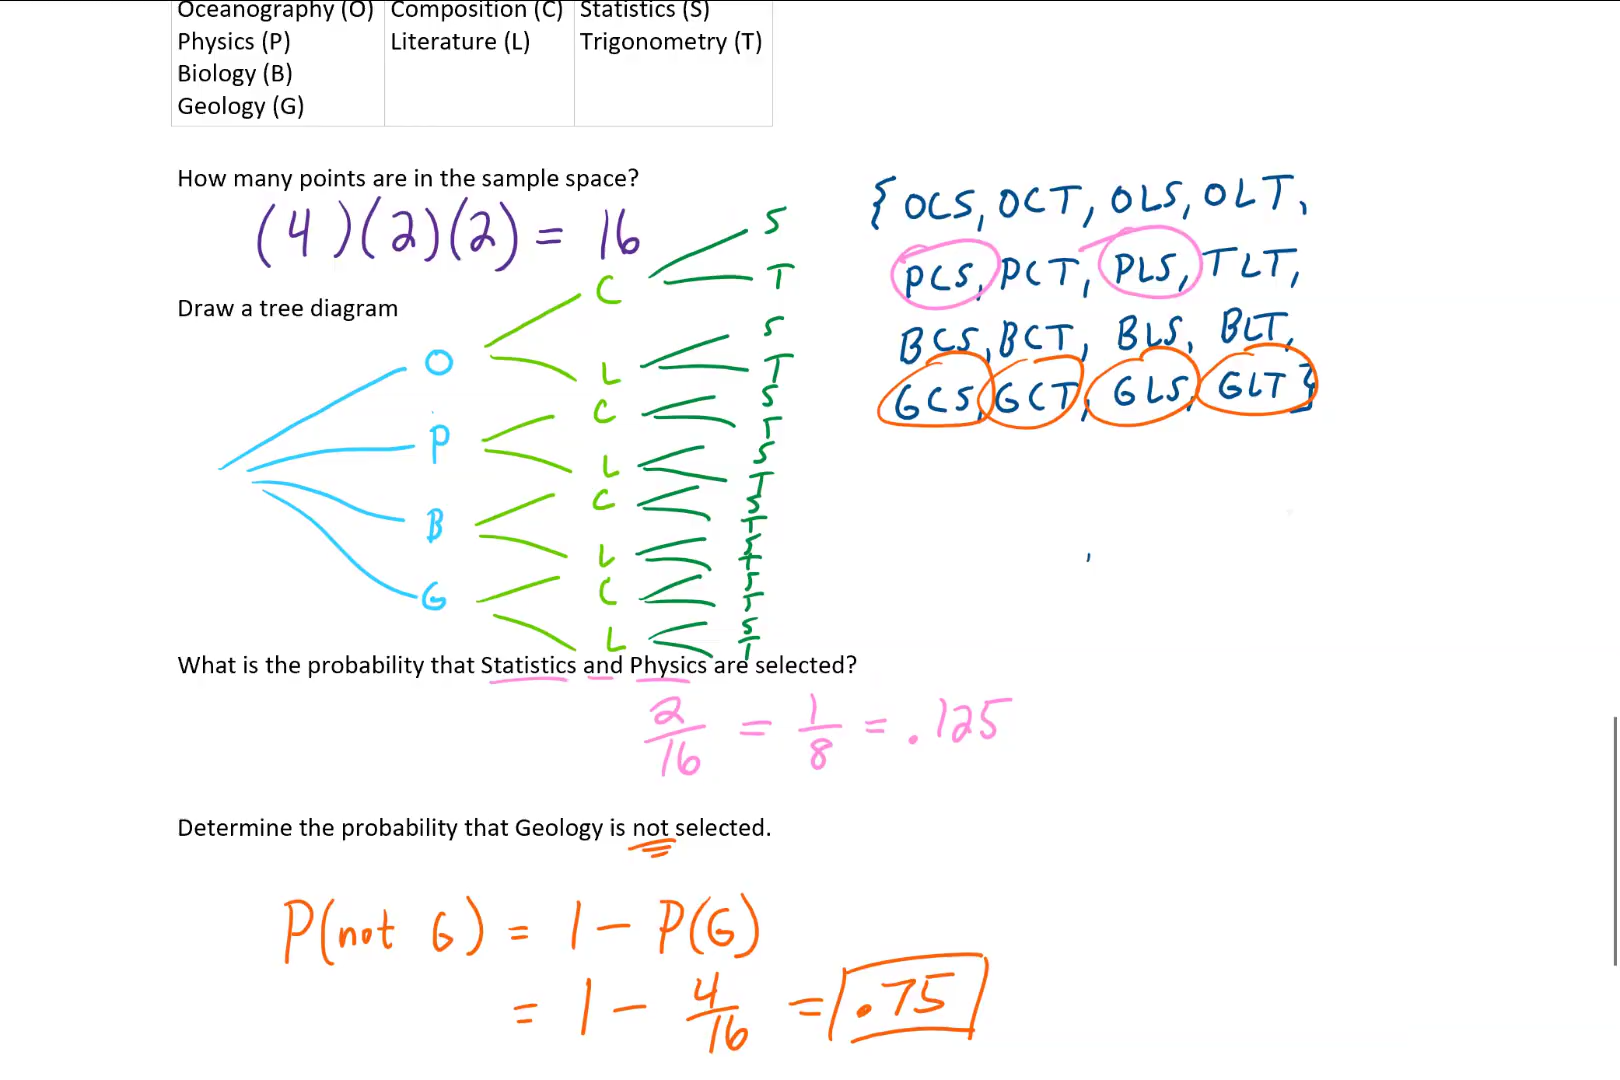 Oceanography (O) Composition (C) Statistics (S)
Physics (P) Literature (L) Trigonometry (T)
Biology (B)
Geology (G)
How many points are in the sample space?
(4)(2)(2) = 16
Draw a tree diagram
O
P
B
G
C
L
C
L
C
L
C
L
S
T
S
T
S
T
S
T
S
T
S
T
S
T
S
T
{ OCS, OCT, OLS, OLT,
PCS, PCT, PLS, TLT,
BCS, BCT, BLS, BLT,
GCS, GCT, GLS, GLT }
What is the probability that Statistics and Physics are selected?
2/16 = 1/8 = .125
Determine the probability that Geology is not selected.
P(not G) = 1 - P(G)
= 1 - 4/16 = .75